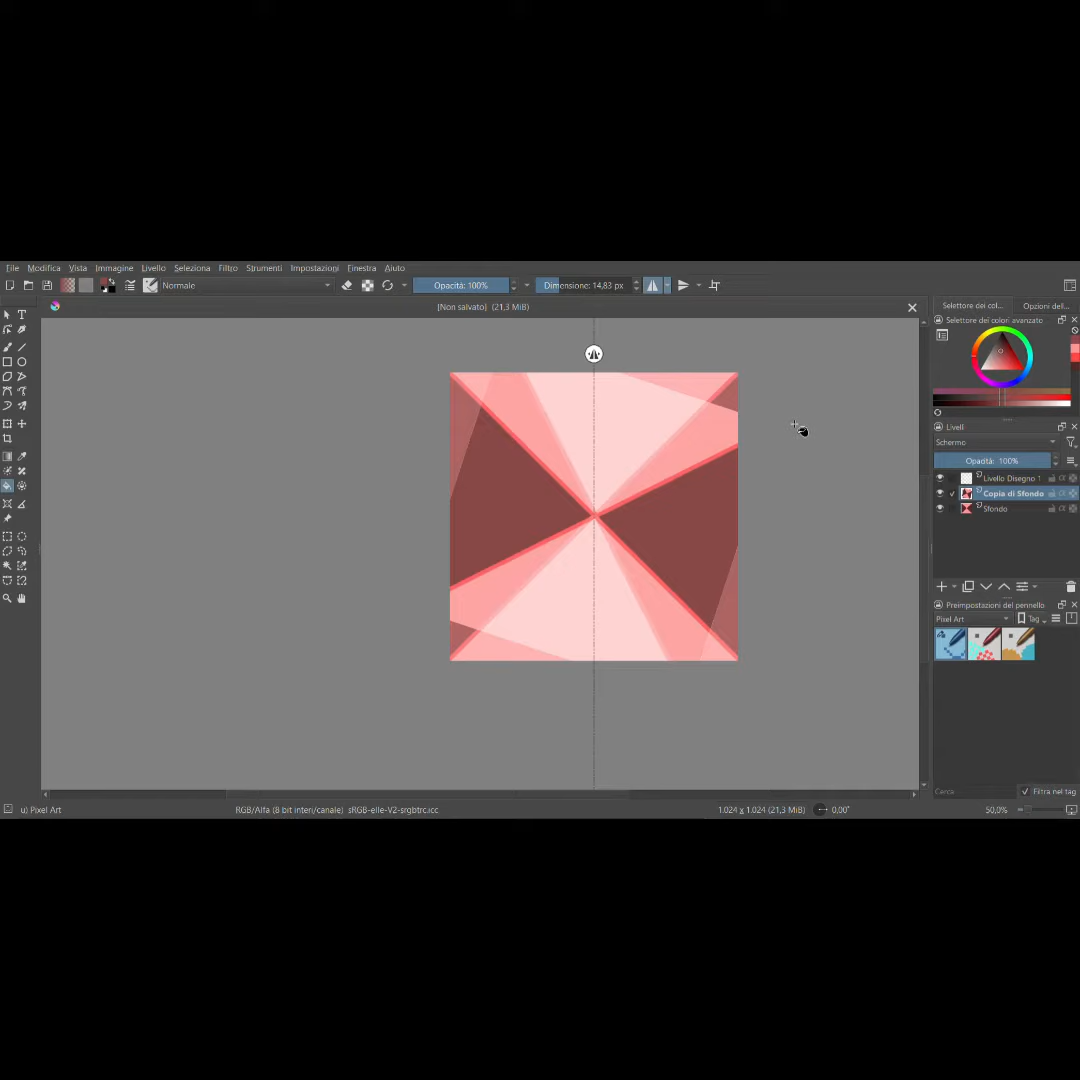 File Modifica Vista Immagine Livello Seleziona Filtro Strumenti Impostazioni Finestra Aiuto
Normale Opacità: 100% Dimensione: 14,83 px
[Non salvato] (21,3 MiB)
Selettore dei col... Opzioni dell...
Selettore dei colori avanzato
Livelli
Schermo
Opacità: 100%
Livello Disegno 1
Copia di Sfondo
Sfondo
Preimpostazioni del pennello
Pixel Art Tag
Cerca Filtra nel tag
u) Pixel Art RGB/Alfa (8 bit interi/canale) sRGB-elle-V2-srgbtrc.icc 1.024 x 1.024 (21,3 MiB) 0,00° 50,0%